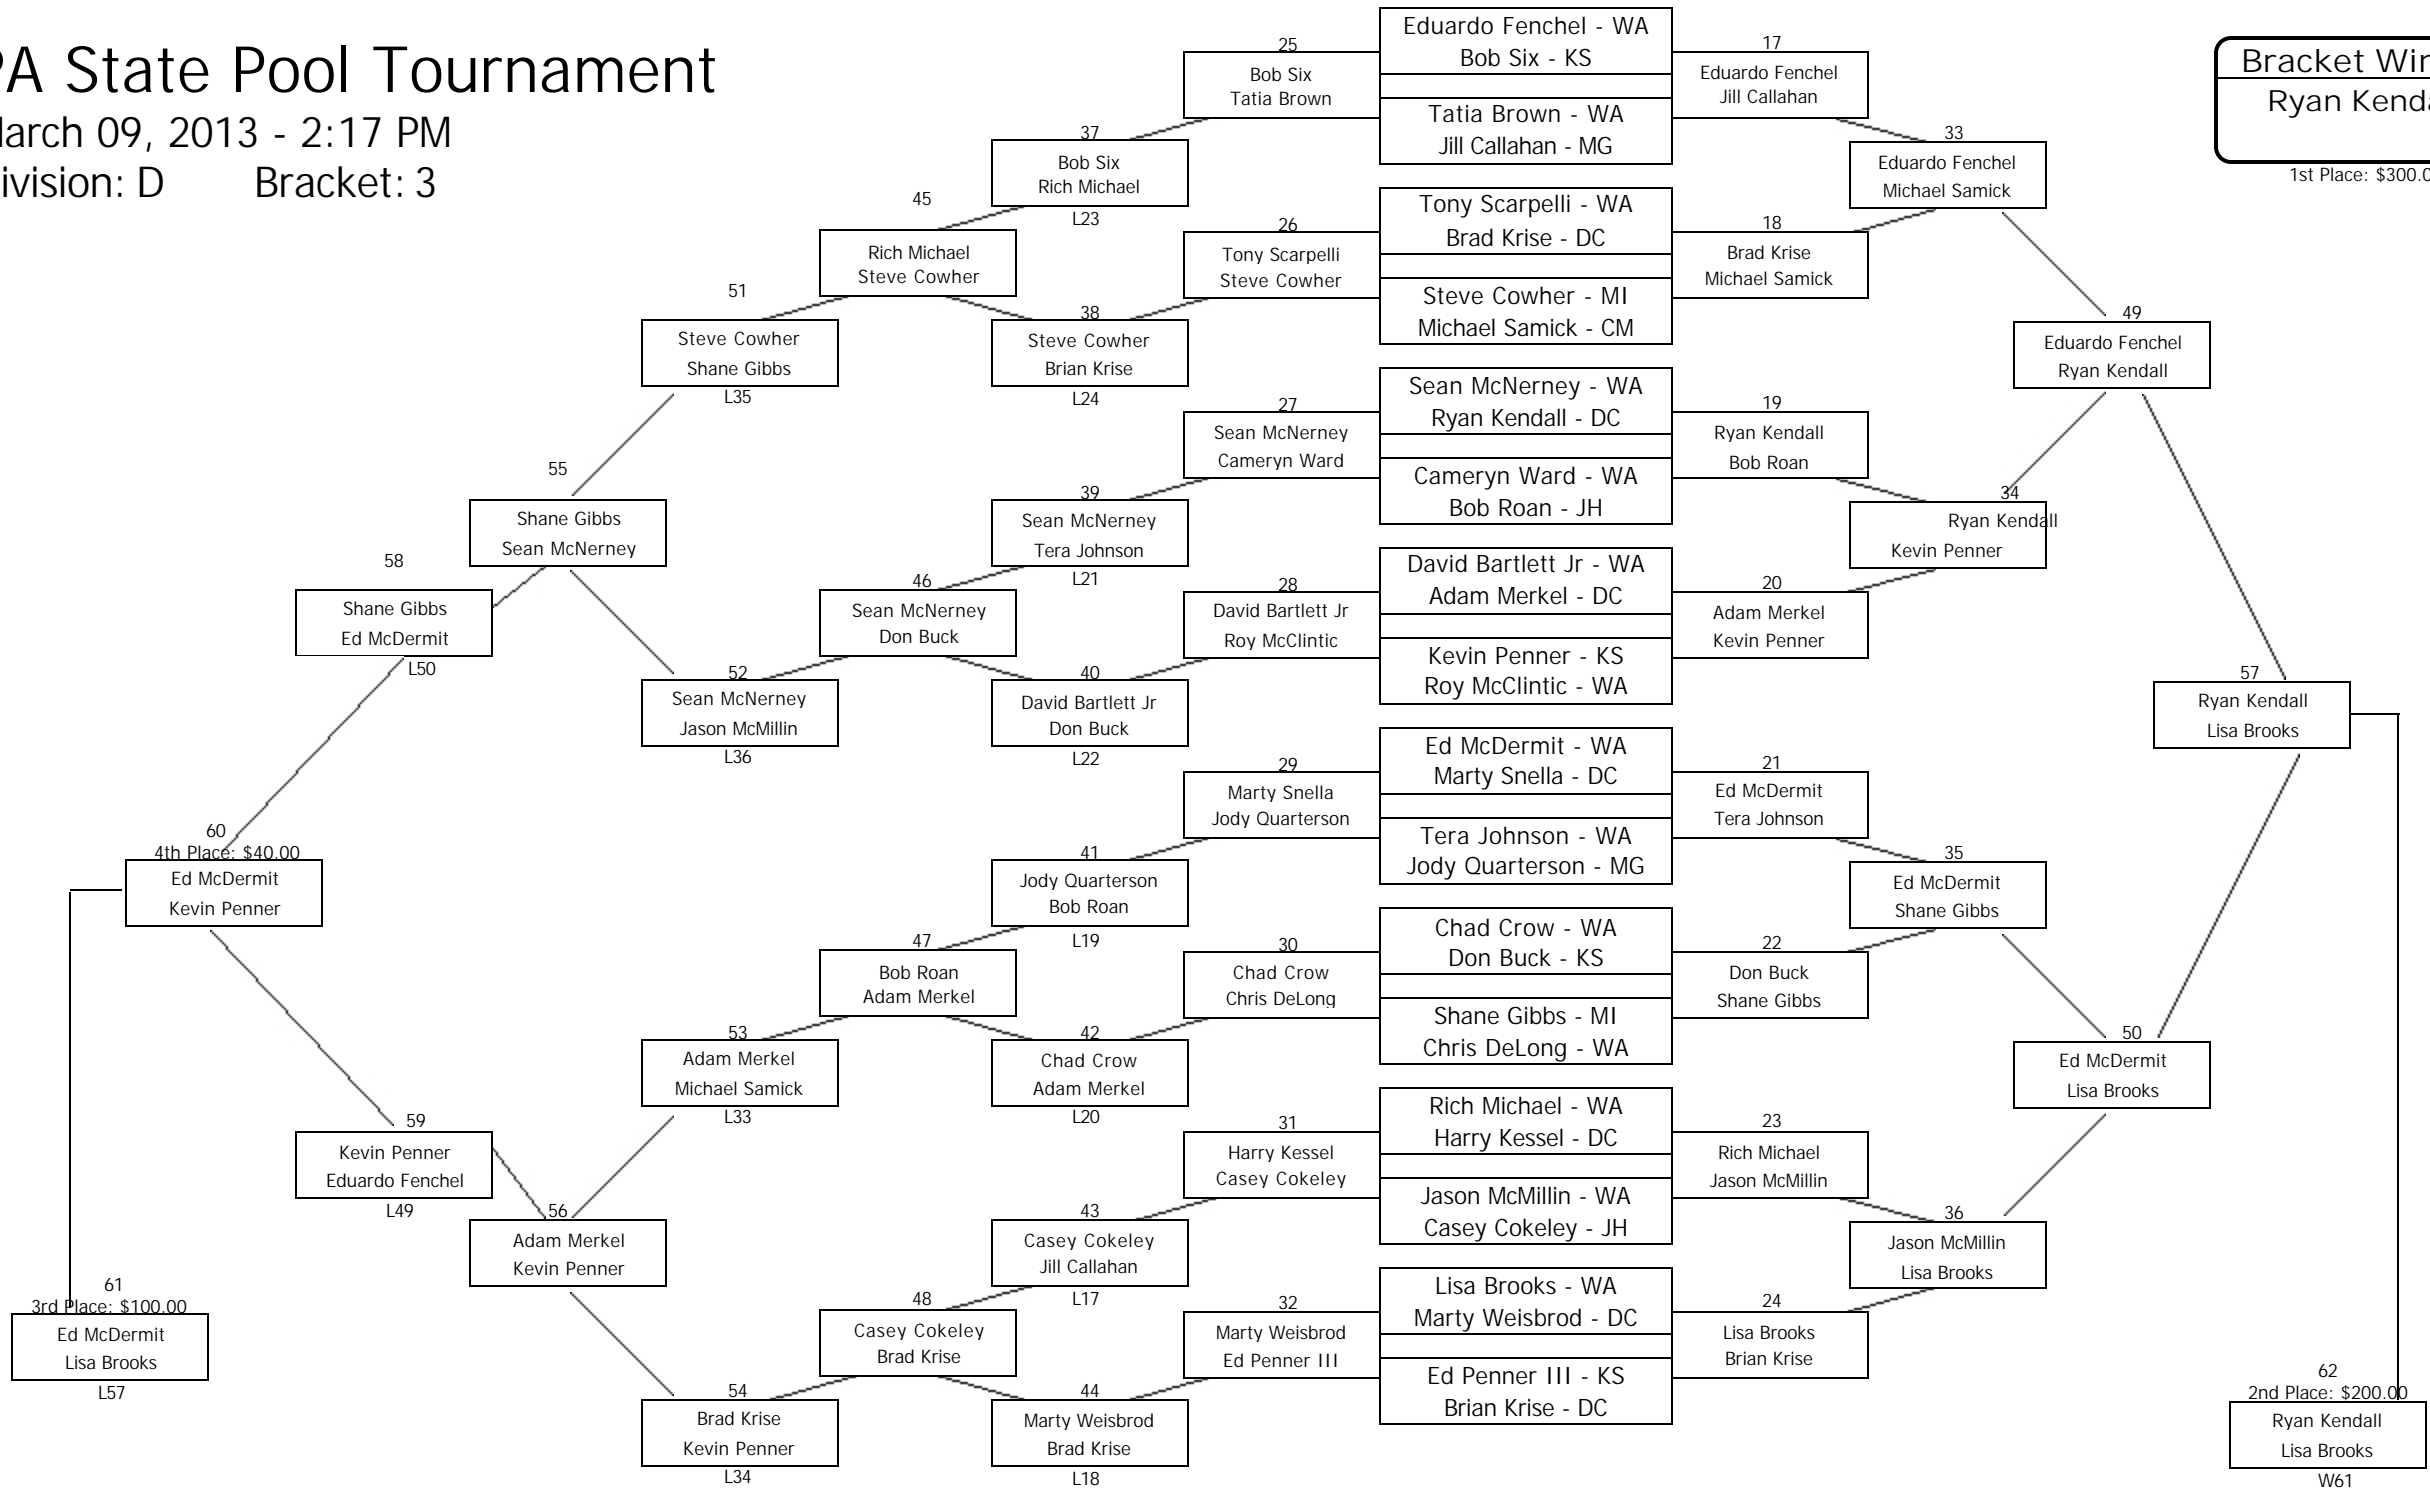 PA State Pool Tournament
March 09, 2013 - 2:17 PM
Division: D Bracket: 3
58
Shane Gibbs
Ed McDermit
L50
60
4th Place: $40.00
Ed McDermit
Kevin Penner
59
Kevin Penner
Eduardo Fenchel
L49
61
3rd Place: $100.00
Ed McDermit
Lisa Brooks
L57
55
Shane Gibbs
Sean McNerney
56
Adam Merkel
Kevin Penner
51
Steve Cowher
Shane Gibbs
L35
52
Sean McNerney
Jason McMillin
L36
53
Adam Merkel
Michael Samick
L33
54
Brad Krise
Kevin Penner
L34
45
Rich Michael
Steve Cowher
46
Sean McNerney
Don Buck
47
Bob Roan
Adam Merkel
48
Casey Cokeley
Brad Krise
37
Bob Six
Rich Michael
L23
38
Steve Cowher
Brian Krise
L24
39
Sean McNerney
Tera Johnson
L21
40
David Bartlett Jr
Don Buck
L22
41
Jody Quarterson
Bob Roan
L19
42
Chad Crow
Adam Merkel
L20
43
Casey Cokeley
Jill Callahan
L17
44
Marty Weisbrod
Brad Krise
L18
25
Bob Six
Tatia Brown
26
Tony Scarpelli
Steve Cowher
27
Sean McNerney
Cameryn Ward
28
David Bartlett Jr
Roy McClintic
29
Marty Snella
Jody Quarterson
30
Chad Crow
Chris DeLong
31
Harry Kessel
Casey Cokeley
32
Marty Weisbrod
Ed Penner III
Eduardo Fenchel - WA
Bob Six - KS
Tatia Brown - WA
Jill Callahan - MG
Tony Scarpelli - WA
Brad Krise - DC
Steve Cowher - MI
Michael Samick - CM
Sean McNerney - WA
Ryan Kendall - DC
Cameryn Ward - WA
Bob Roan - JH
David Bartlett Jr - WA
Adam Merkel - DC
Kevin Penner - KS
Roy McClintic - WA
Ed McDermit - WA
Marty Snella - DC
Tera Johnson - WA
Jody Quarterson - MG
Chad Crow - WA
Don Buck - KS
Shane Gibbs - MI
Chris DeLong - WA
Rich Michael - WA
Harry Kessel - DC
Jason McMillin - WA
Casey Cokeley - JH
Lisa Brooks - WA
Marty Weisbrod - DC
Ed Penner III - KS
Brian Krise - DC
17
Eduardo Fenchel
Jill Callahan
18
Brad Krise
Michael Samick
19
Ryan Kendall
Bob Roan
20
Adam Merkel
Kevin Penner
21
Ed McDermit
Tera Johnson
22
Don Buck
Shane Gibbs
23
Rich Michael
Jason McMillin
24
Lisa Brooks
Brian Krise
33
Eduardo Fenchel
Michael Samick
34
Ryan Kendall
Kevin Penner
35
Ed McDermit
Shane Gibbs
36
Jason McMillin
Lisa Brooks
49
Eduardo Fenchel
Ryan Kendall
50
Ed McDermit
Lisa Brooks
57
Ryan Kendall
Lisa Brooks
62
2nd Place: $200.00
Ryan Kendall
Lisa Brooks
W61
Bracket
Ryan
1st Place: $300.0